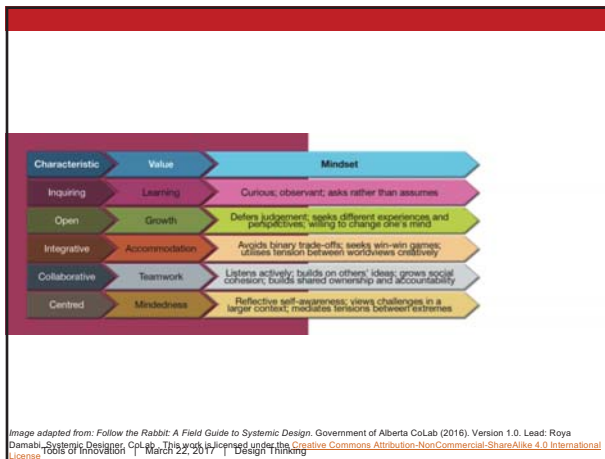 Characteristic Value Mindset
Inquiring Learning Curious; observant; asks rather than assumes
Open Growth Defers judgement; seeks different experiences and
perspectives; willing to change one's mind
Integrative Accommodation Avoids binary trade-offs; seeks win-win games;
utilises tension between worldviews creatively
Collaborative Teamwork Listens actively; builds on others' ideas; grows social
cohesion; builds shared ownership and accountability
Centred Mindedness Reflective self-awareness; views challenges in a
larger context; mediates tensions between extremes
Image adapted from: Follow the Rabbit: A Field Guide to Systemic Design. Government of Alberta CoLab (2016). Version 1.0. Lead: Roya
Damabi, Systemic Designer, CoLab. This work is licensed under the Creative Commons Attribution-NonCommercial-ShareAlike 4.0 International
License
Tools of Innovation | March 22, 2017 | Design Thinking